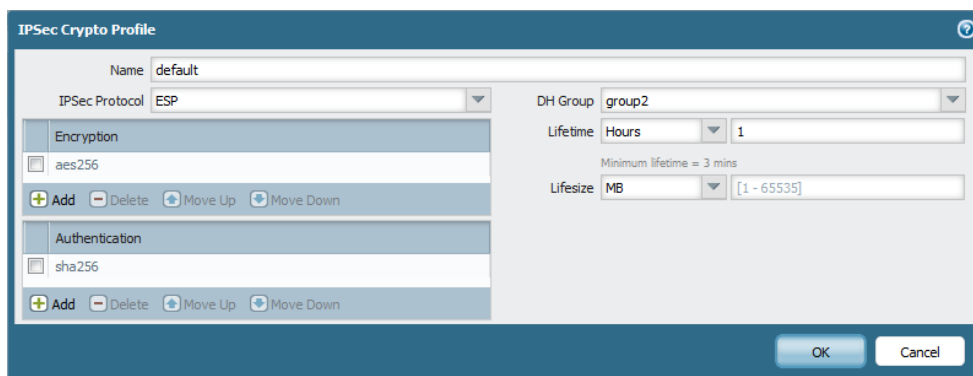 IPSec Crypto Profile
Name default
IPSec Protocol ESP
Encryption
aes256
Add Delete Move Up Move Down
Authentication
sha256
Add Delete Move Up Move Down
DH Group group2
Lifetime Hours 1
Minimum lifetime = 3 mins
Lifesize MB [1 - 65535]
OK Cancel